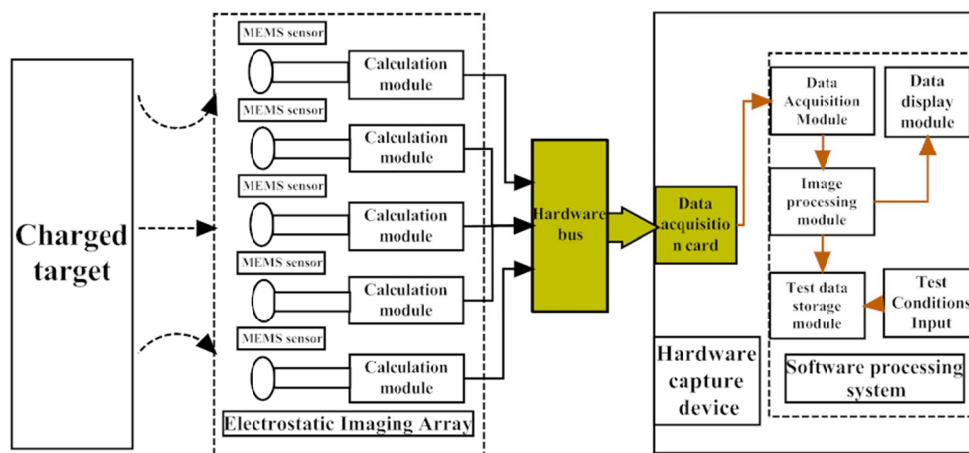 Charged
target
MEMS sensor
Calculation
module
MEMS sensor
Calculation
module
MEMS sensor
Calculation
module
MEMS sensor
Calculation
module
MEMS sensor
Calculation
module
Electrostatic Imaging Array
Hardware
bus
Data
acquisitio
n card
Hardware
capture
device
Data
Acquisition
Module
Data
display
module
Image
processing
module
Test data
storage
module
Test
Conditions
Input
Software processing
system